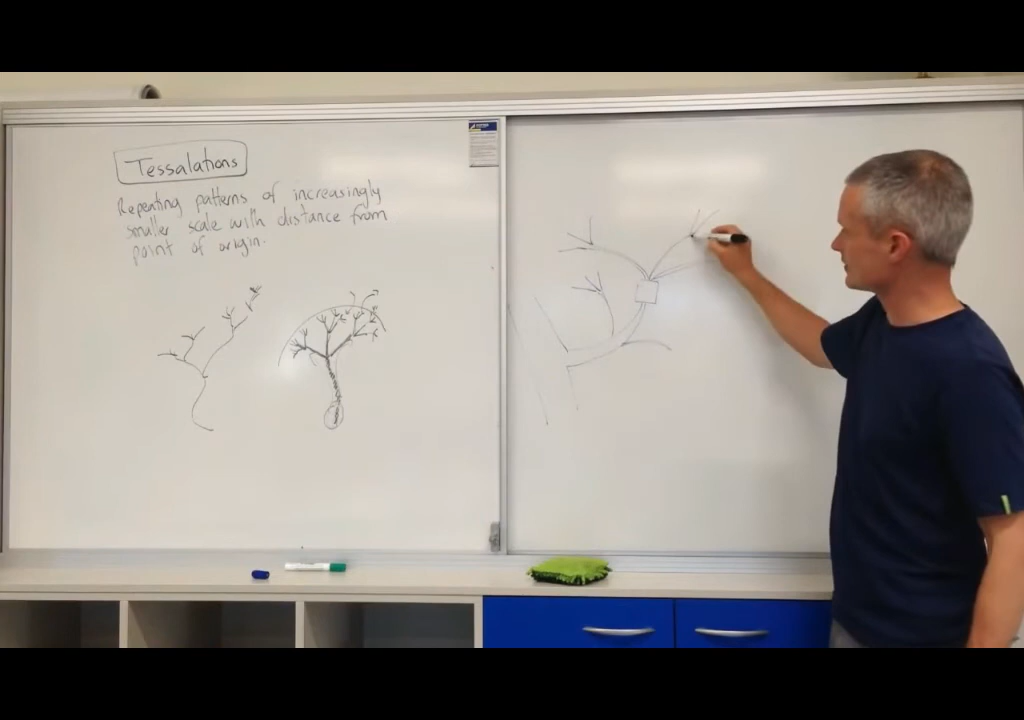 Tessalations
Repeating patterns of increasingly
smaller scale with distance from
point of origin.